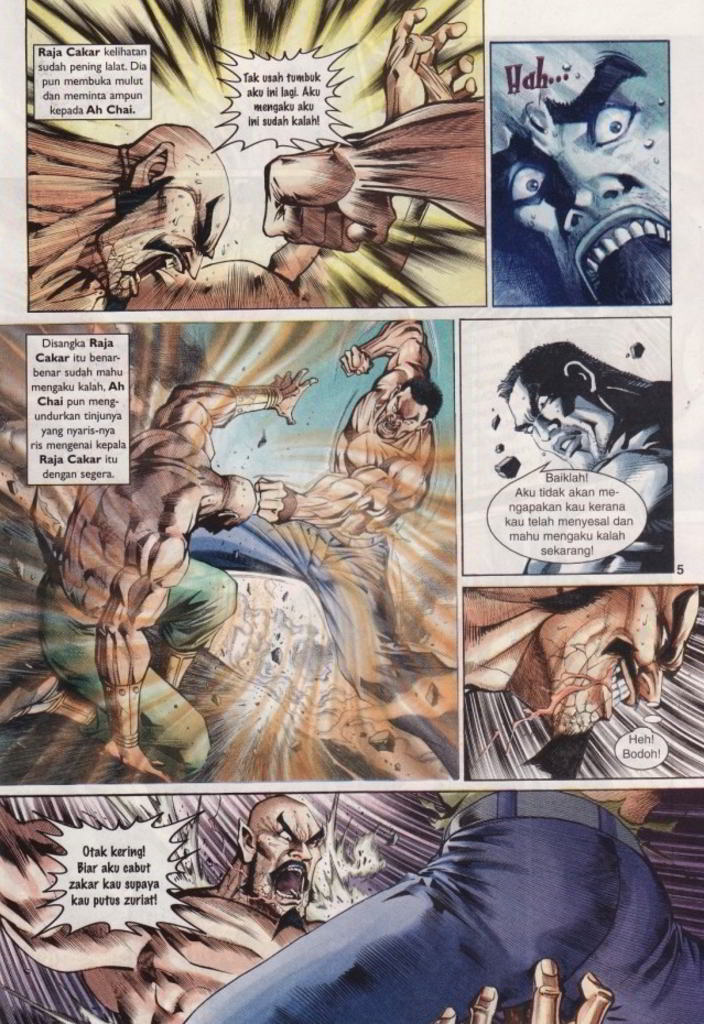 Raja Cakar kelihatan
sudah pening lalat. Dia
pun membuka mulut
dan meminta ampun
kepada Ah Chai.
Tak usah tumbuk
aku ini lagi. Aku
mengaku aku
ini sudah kalah!
Hah...
Disangka Raja
Cakar itu benar-
benar sudah mahu
mengaku kalah, Ah
Chai pun meng-
undurkan tinjunya
yang nyaris-nya
ris mengenai kepala
Raja Cakar itu
dengan segera.
Baiklah!
Aku tidak akan me-
ngapakan kau kerana
kau telah menyesal dan
mahu mengaku kalah
sekarang!
5
Heh!
Bodoh!
Otak kering!
Biar aku cabut
zakar kau supaya
kau putus zuriat!